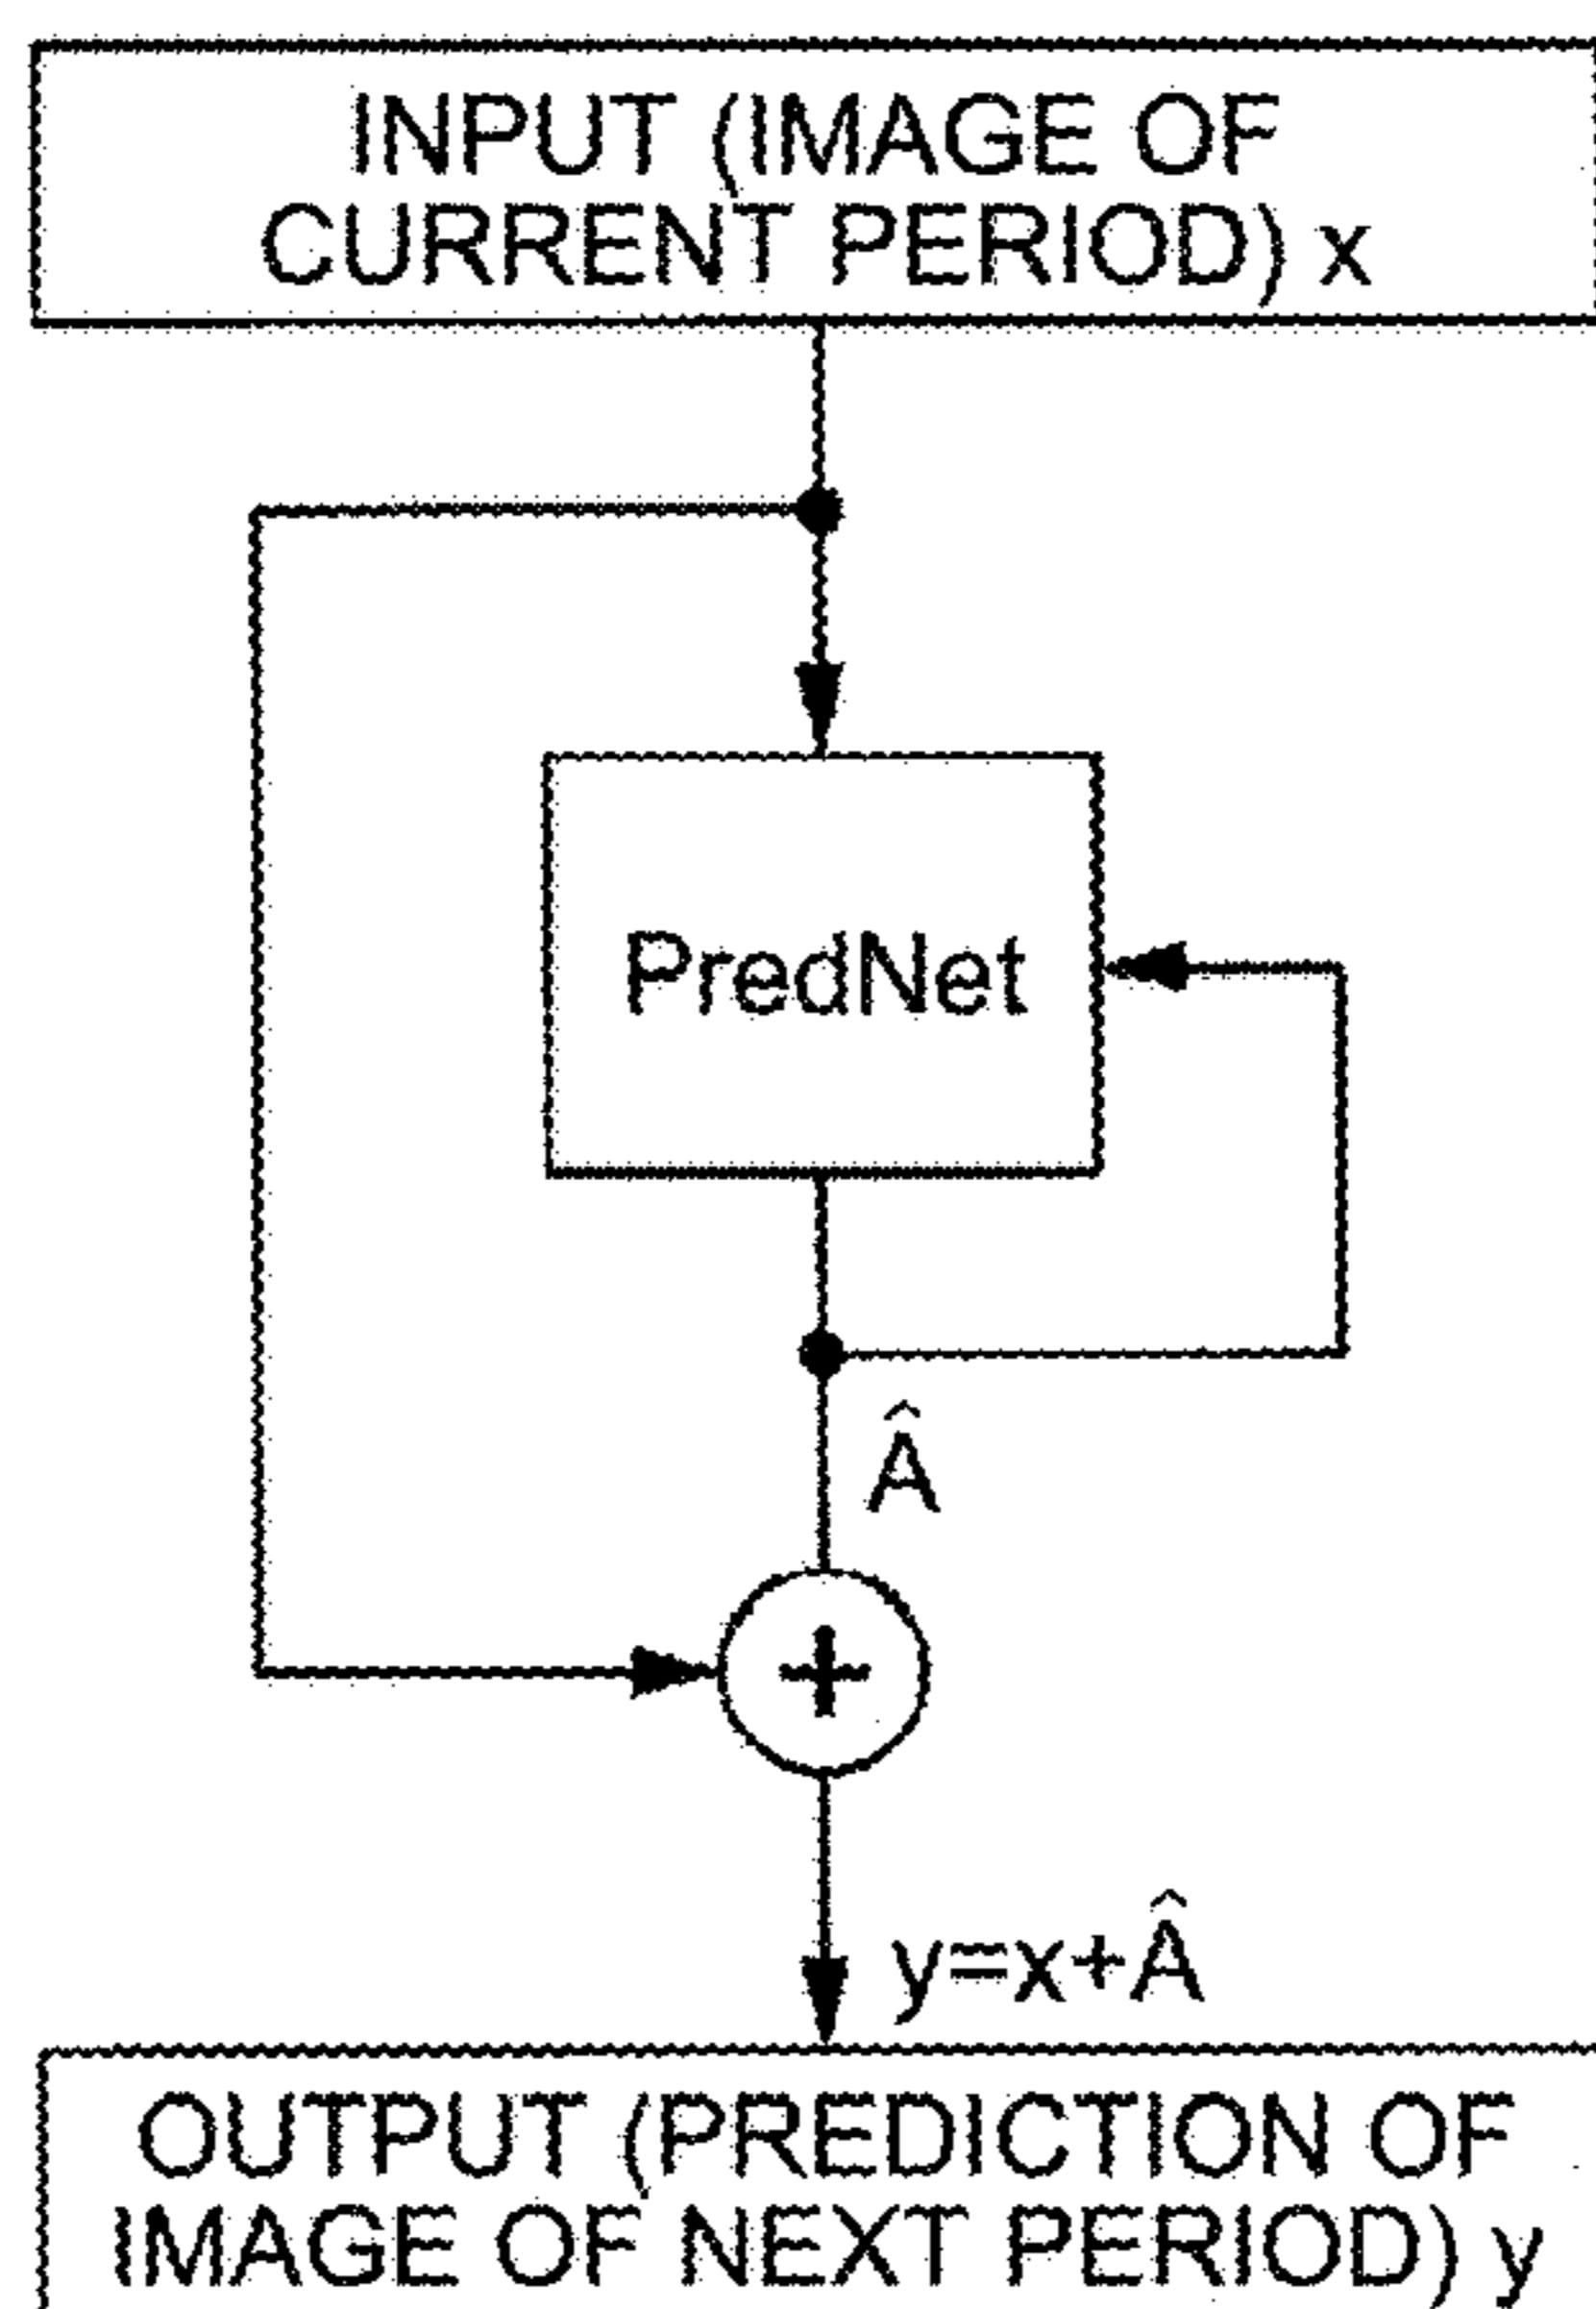 INPUT (IMAGE OF
CURRENT PERIOD) x
PredNet
Â
+
y=x+Â
OUTPUT (PREDICTION OF
IMAGE OF NEXT PERIOD) y